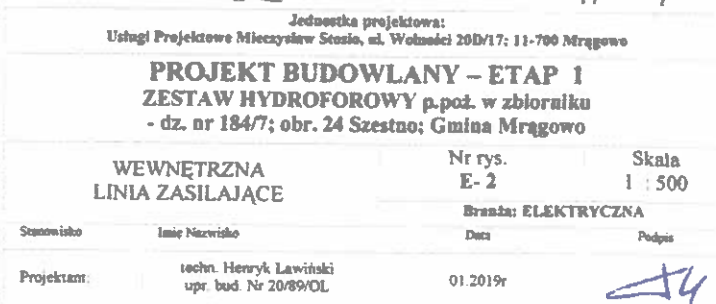 Jednostka projektowa:
Usługi Projektowe Mieczysław Stosio, ul. Wolności 20D/17; 11-700 Mrągowo
PROJEKT BUDOWLANY – ETAP 1
ZESTAW HYDROFOROWY p.poż. w zbiorniku
- dz. nr 184/7; obr. 24 Szestno; Gmina Mrągowo
WEWNĘTRZNA
LINIA ZASILAJĄCE
Nr rys.
E- 2
Skala
1 : 500
Branża: ELEKTRYCZNA
Stanowisko Imię Nazwisko Data Podpis
Projektant: techn. Henryk Ławiński
upr. bud. Nr 20/89/OL
01.2019r